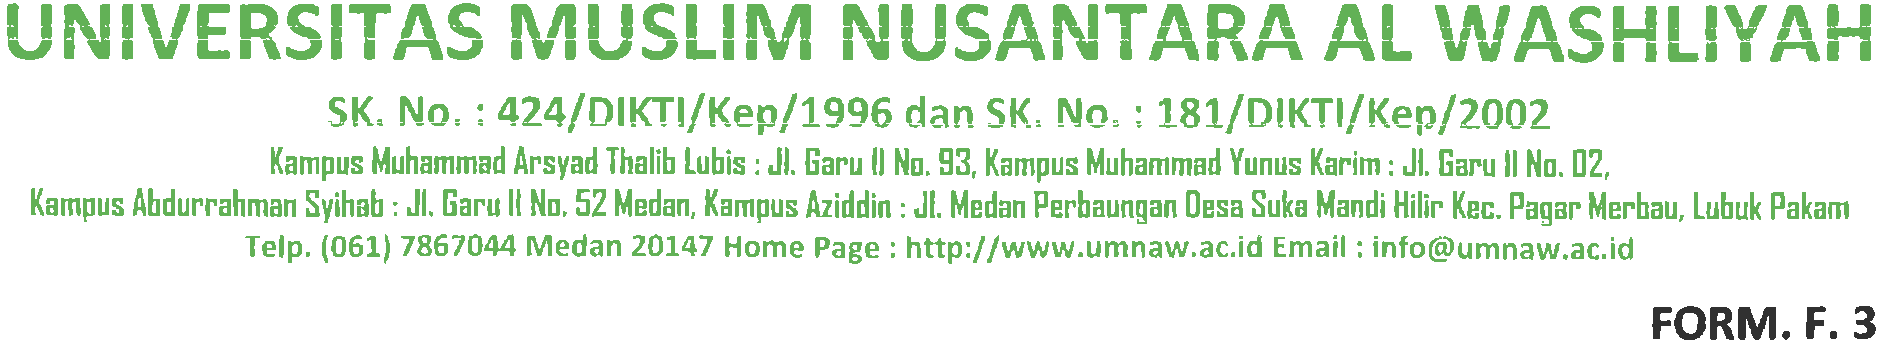 UNIVERSITAS MUSLIM NUSANTARA AL WASHLIYAH
SK. No. : 424/DIKTI/Kep/1996 dan SK. No. : 181/DIKTI/Kep/2002
Kampus Muhammad Arsyad Thalib Lubis : Jl. Garu II No. 93, Kampus Muhammad Yunus Karim : Jl. Garu II No. 02,
Kampus Abdurrahman Syihab : Jl. Garu II No. 52 Medan, Kampus Aziddin : Jl. Medan Perbaungan Desa Suka Mandi Hilir Kec. Pagar Merbau, Lubuk Pakam
Telp. (061) 7867044 Medan 20147 Home Page : http://www.umnaw.ac.id Email : info@umnaw.ac.id
FORM. F. 3